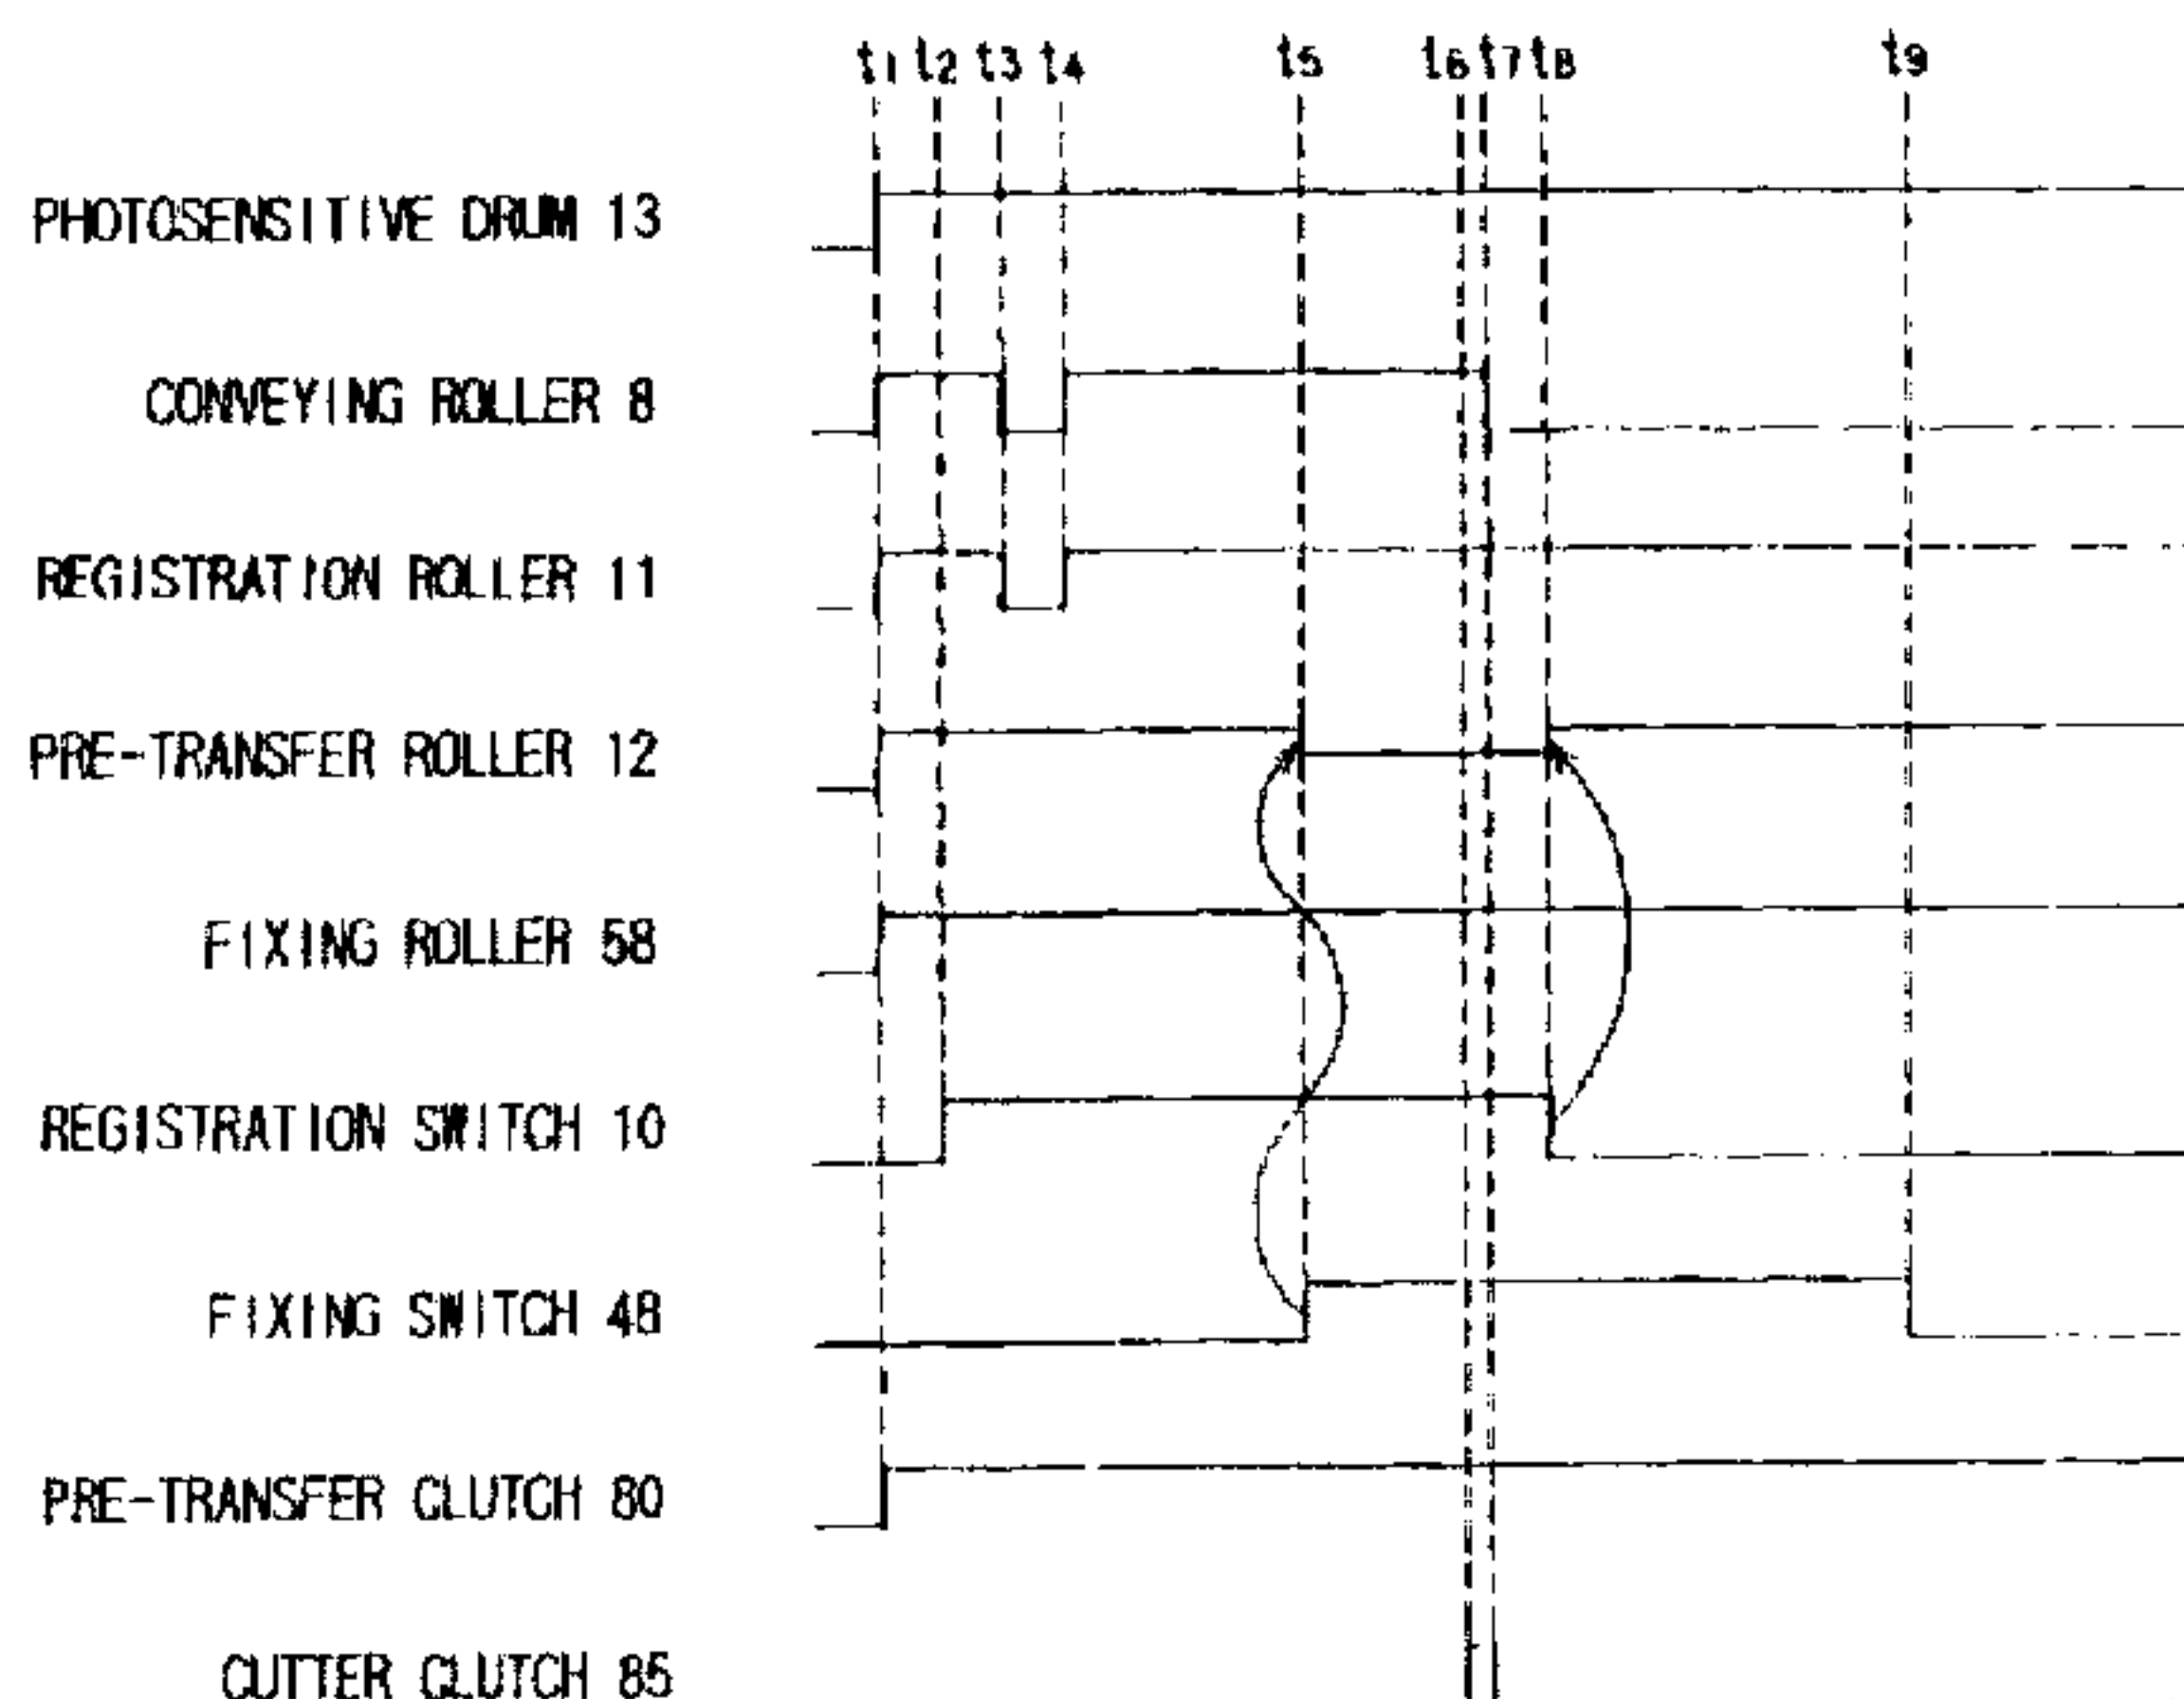 t1 t2 t3 t4 t5 t6 t7 t8 t9
PHOTOSENSITIVE DRUM 13
CONVEYING ROLLER 8
REGISTRATION ROLLER 11
PRE-TRANSFER ROLLER 12
FIXING ROLLER 58
REGISTRATION SWITCH 10
FIXING SWITCH 48
PRE-TRANSFER CLUTCH 80
CUTTER CLUTCH 85